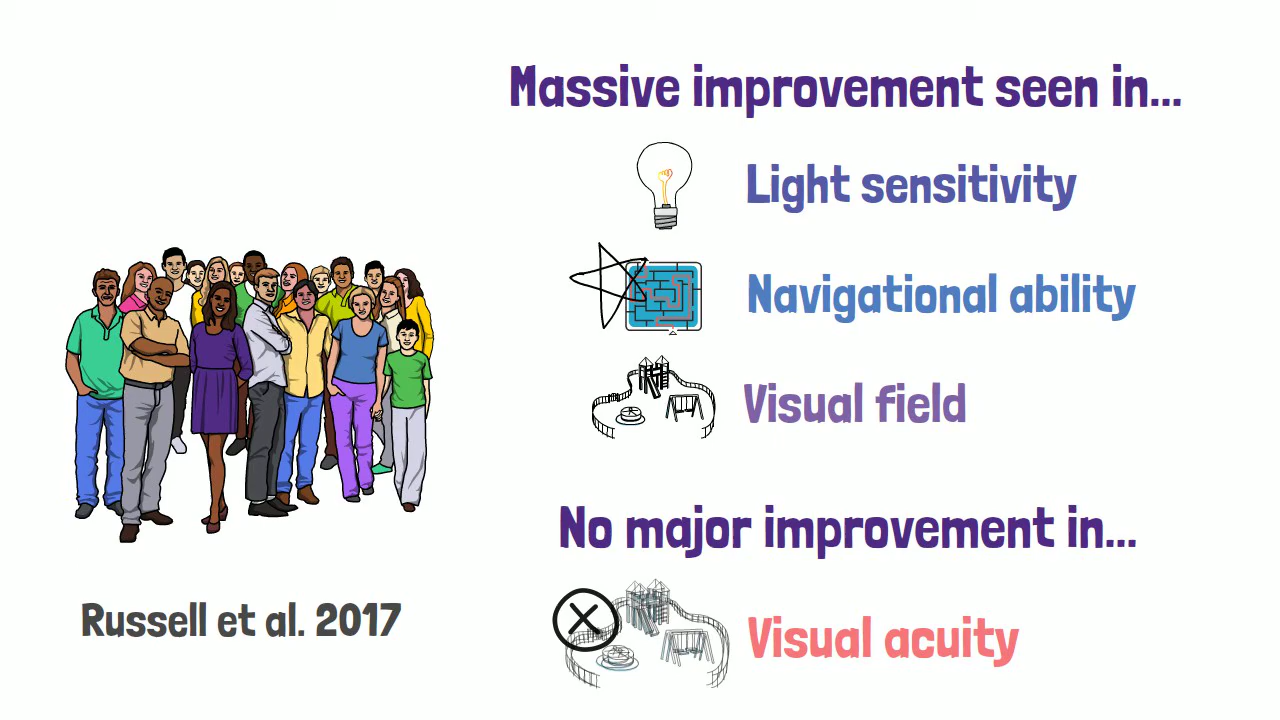 Massive improvement seen in...
Light sensitivity
Navigational ability
Visual field
No major improvement in...
Visual acuity
Russell et al. 2017